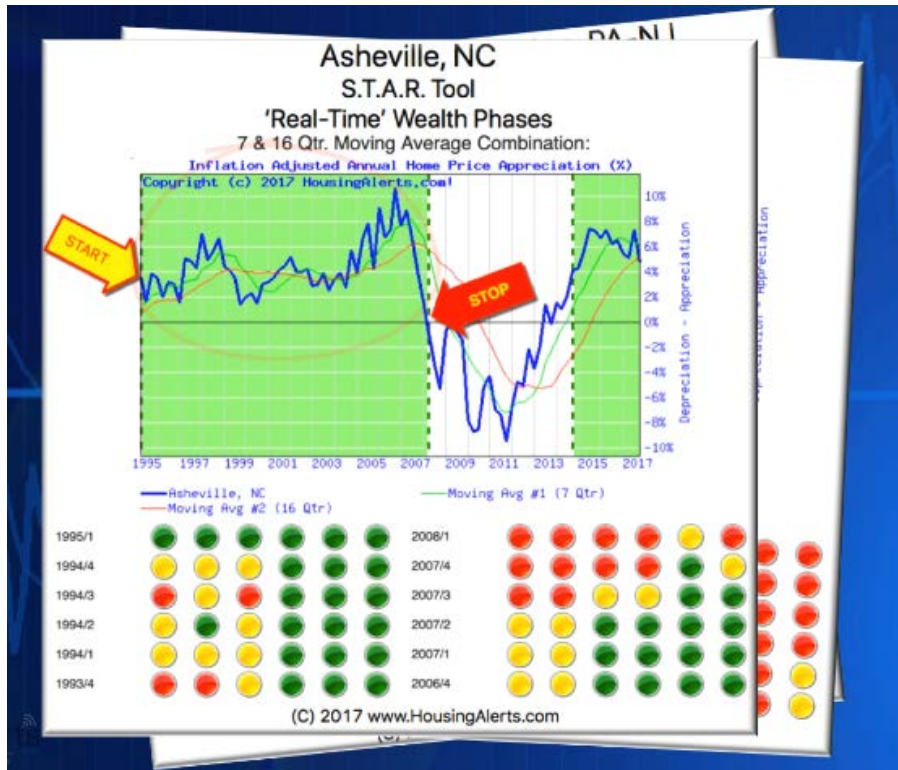 PA-NJ
Asheville, NC
S.T.A.R. Tool
'Real-Time' Wealth Phases
7 & 16 Qtr. Moving Average Combination:
Inflation Adjusted Annual Home Price Appreciation (%)
Copyright (c) 2017 HousingAlerts.com!
START
STOP
10%
8%
6%
4%
2%
0%
-2%
-4%
-6%
-8%
-10%
Depreciation - Appreciation
Appreciation
1995 1997 1999 2001 2003 2005 2007 2009 2011 2013 2015 2017
Asheville, NC
Moving Avg #1 (7 Qtr)
Moving Avg #2 (16 Qtr)
1995/1 2008/1
1994/4 2007/4
1994/3 2007/3
1994/2 2007/2
1994/1 2007/1
1993/4 2006/4
(C) 2017 www.HousingAlerts.com